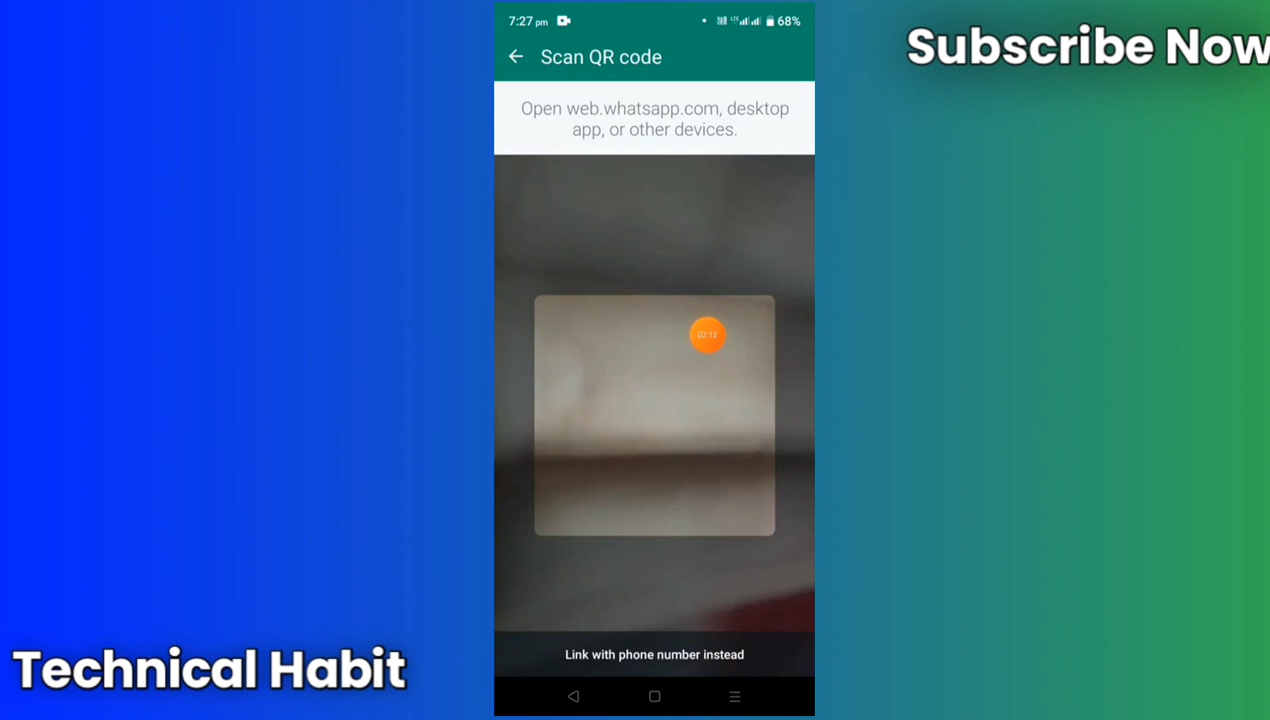 7:27 pm
68%
Subscribe Now
Scan QR code
Open web.whatsapp.com, desktop
app, or other devices.
02:12
Link with phone number instead
Technical Habit